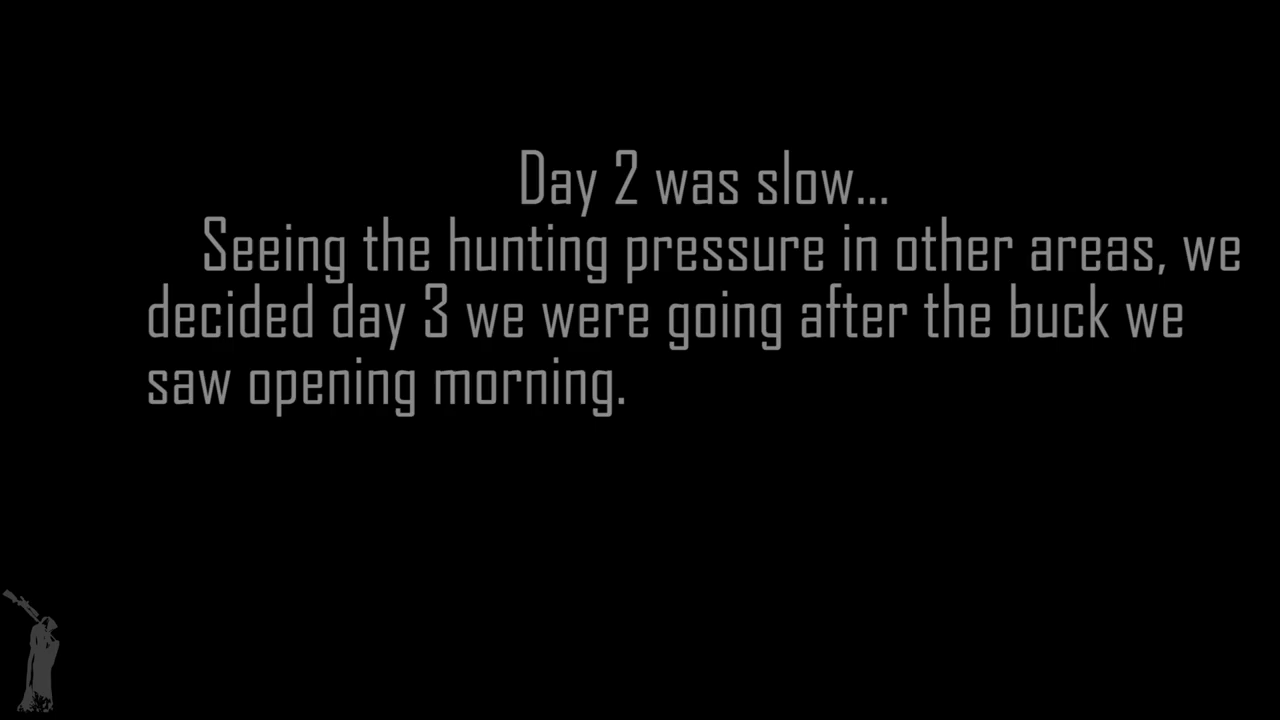 Day 2 was slow...
Seeing the hunting pressure in other areas, we
decided day 3 we were going after the buck we
saw opening morning.